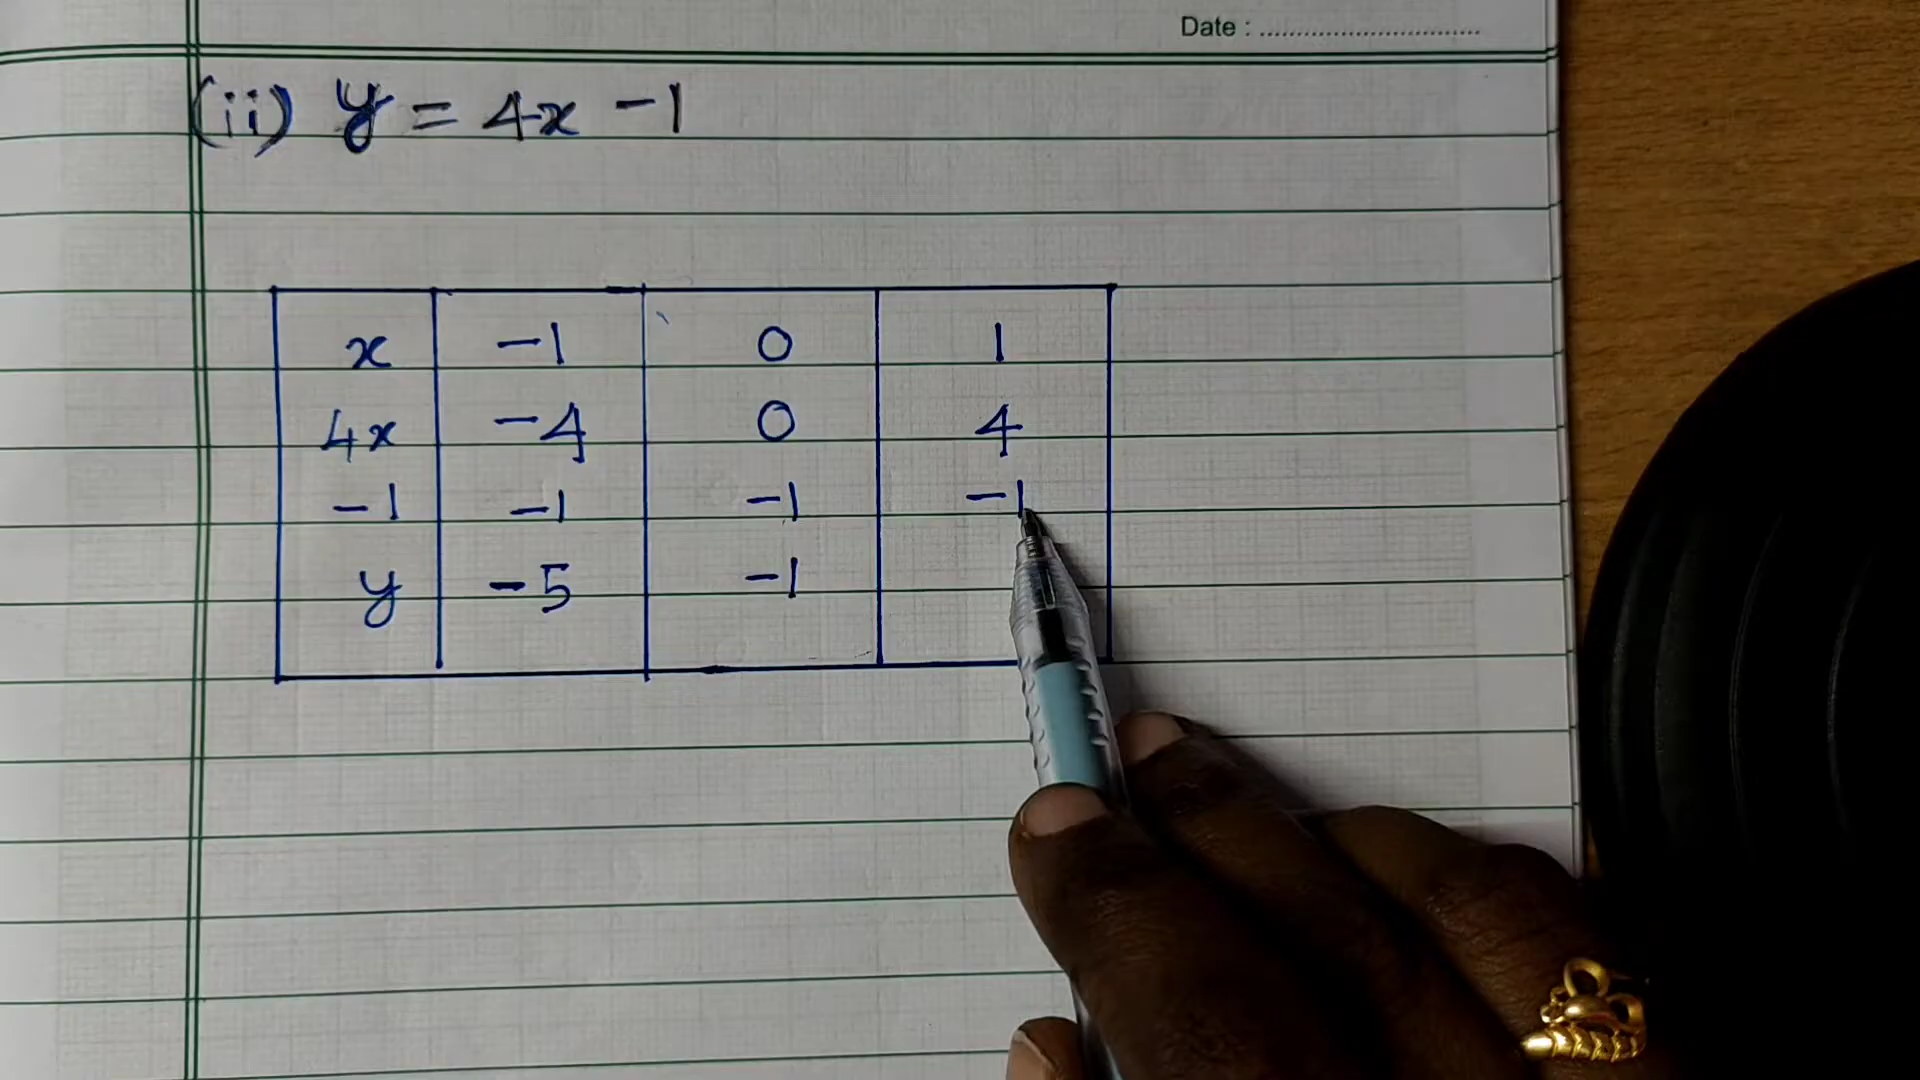 Date : ..............................
(ii) y = 4x -1
x -1 0 1
4x -4 0 4
-1 -1 -1 -1
y -5 -1